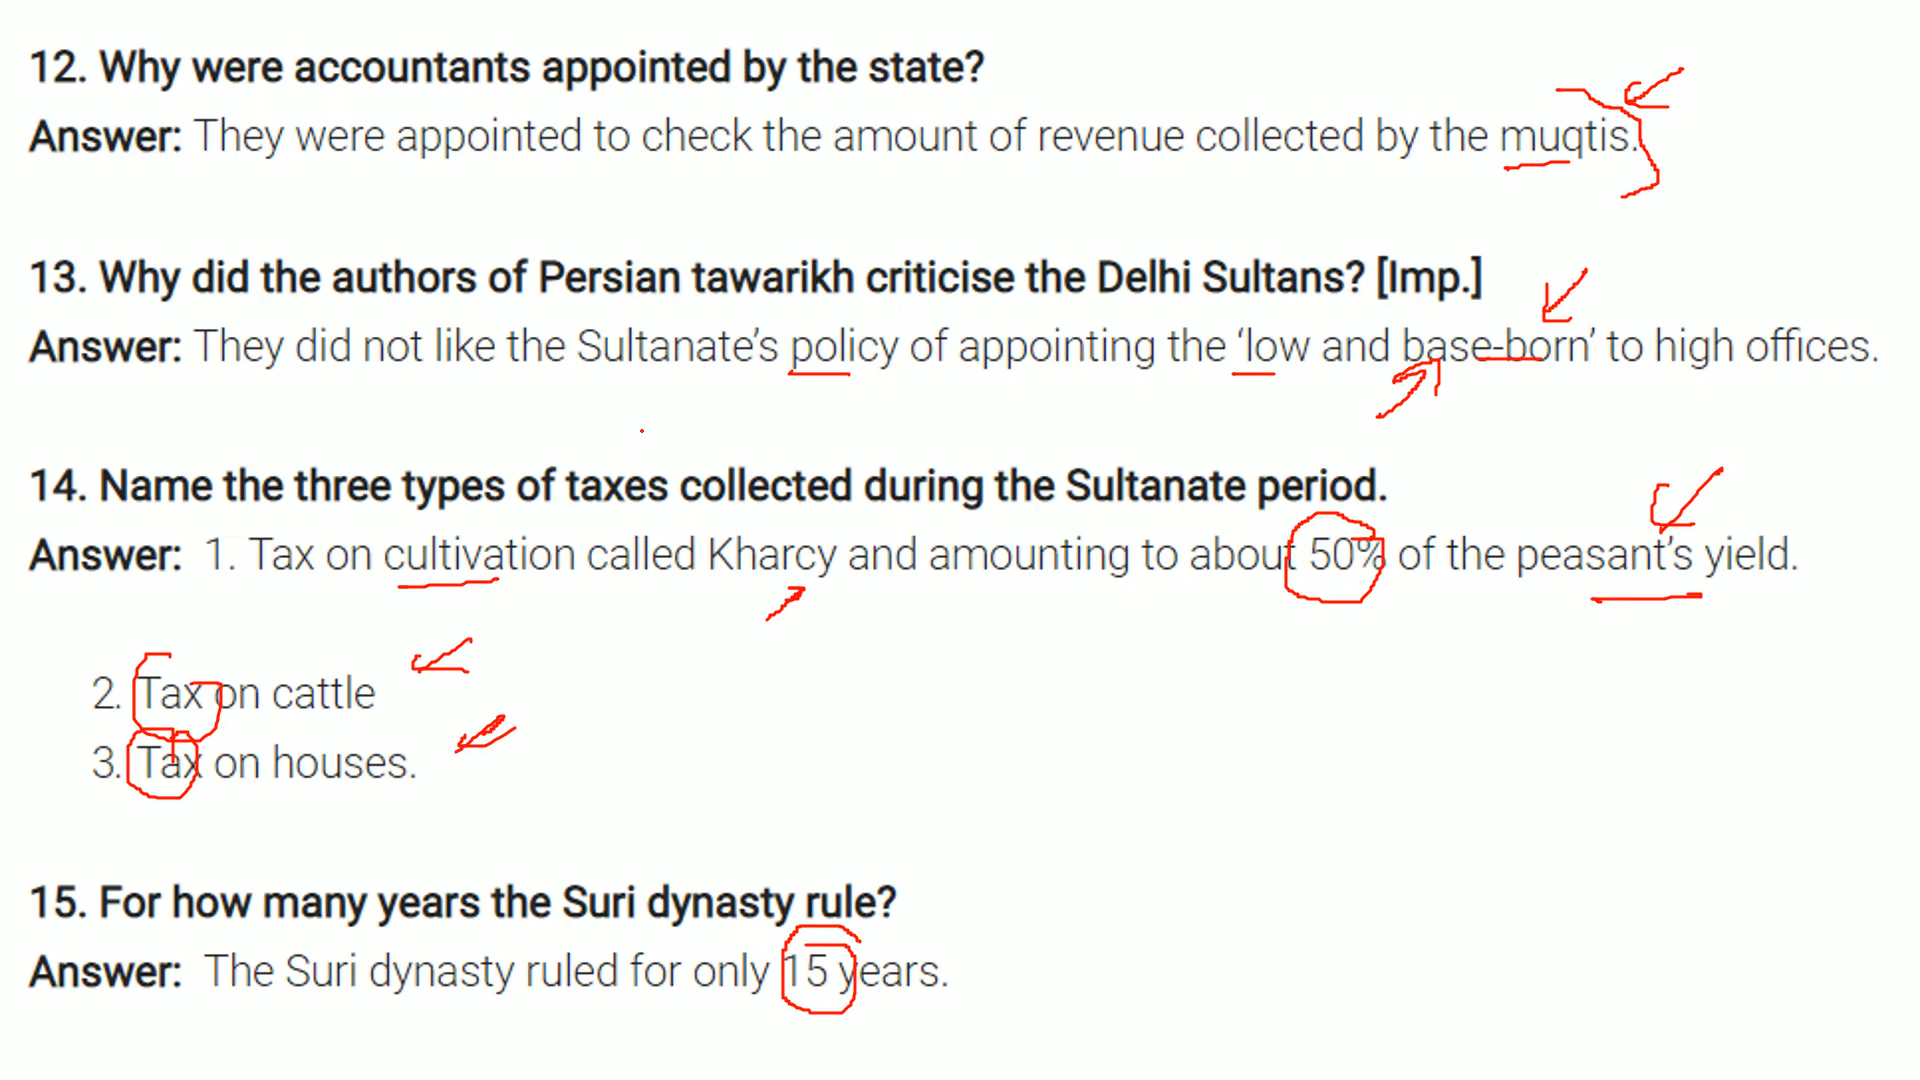 12. Why were accountants appointed by the state?
Answer: They were appointed to check the amount of revenue collected by the muqtis.
13. Why did the authors of Persian tawarikh criticise the Delhi Sultans? [Imp.]
Answer: They did not like the Sultanate’s policy of appointing the ‘low and base-born’ to high offices.
14. Name the three types of taxes collected during the Sultanate period.
Answer: 1. Tax on cultivation called Kharcy and amounting to about 50% of the peasant’s yield.
2. Tax on cattle
3. Tax on houses.
15. For how many years the Suri dynasty rule?
Answer: The Suri dynasty ruled for only 15 years.